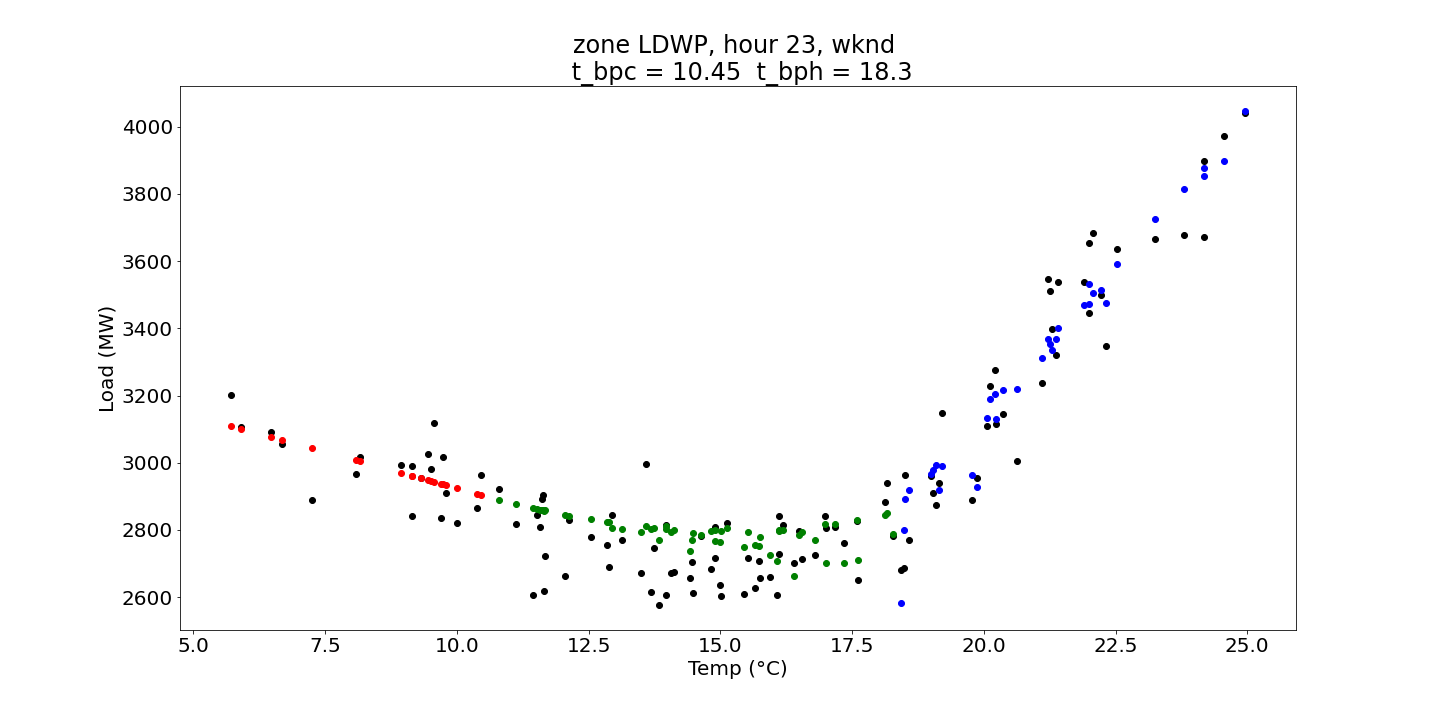 zone LDWP, hour 23, wknd
t_bpc = 10.45  t_bph = 18.3
4000
3800
3600
3400
3200
3000
2800
2600
Load (MW)
5.0 7.5 10.0 12.5 15.0 17.5 20.0 22.5 25.0
Temp (°C)